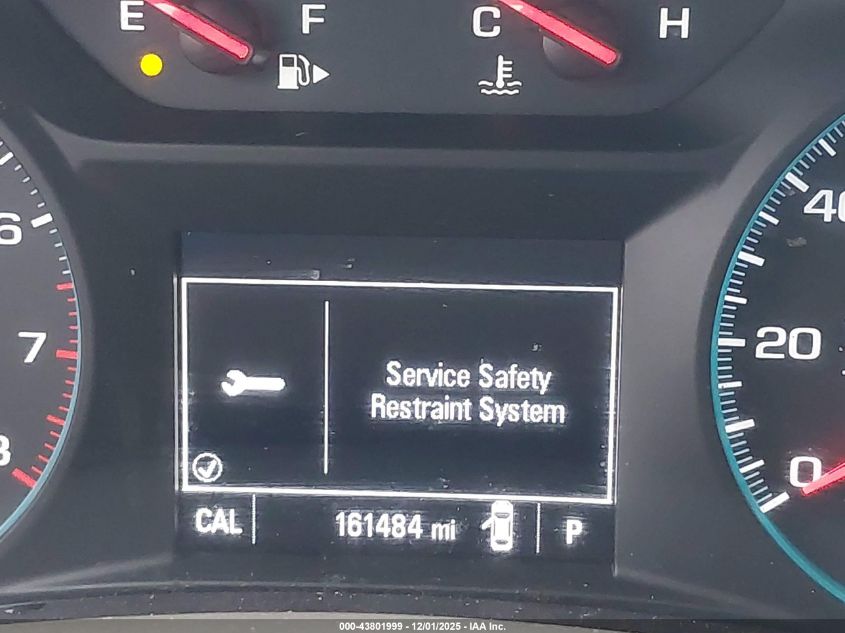 E F C H
6
7
8
40
20
0
Service Safety
Restraint System
CAL 161484 mi P
000-43801999 - 12/01/2025 - IAA Inc.